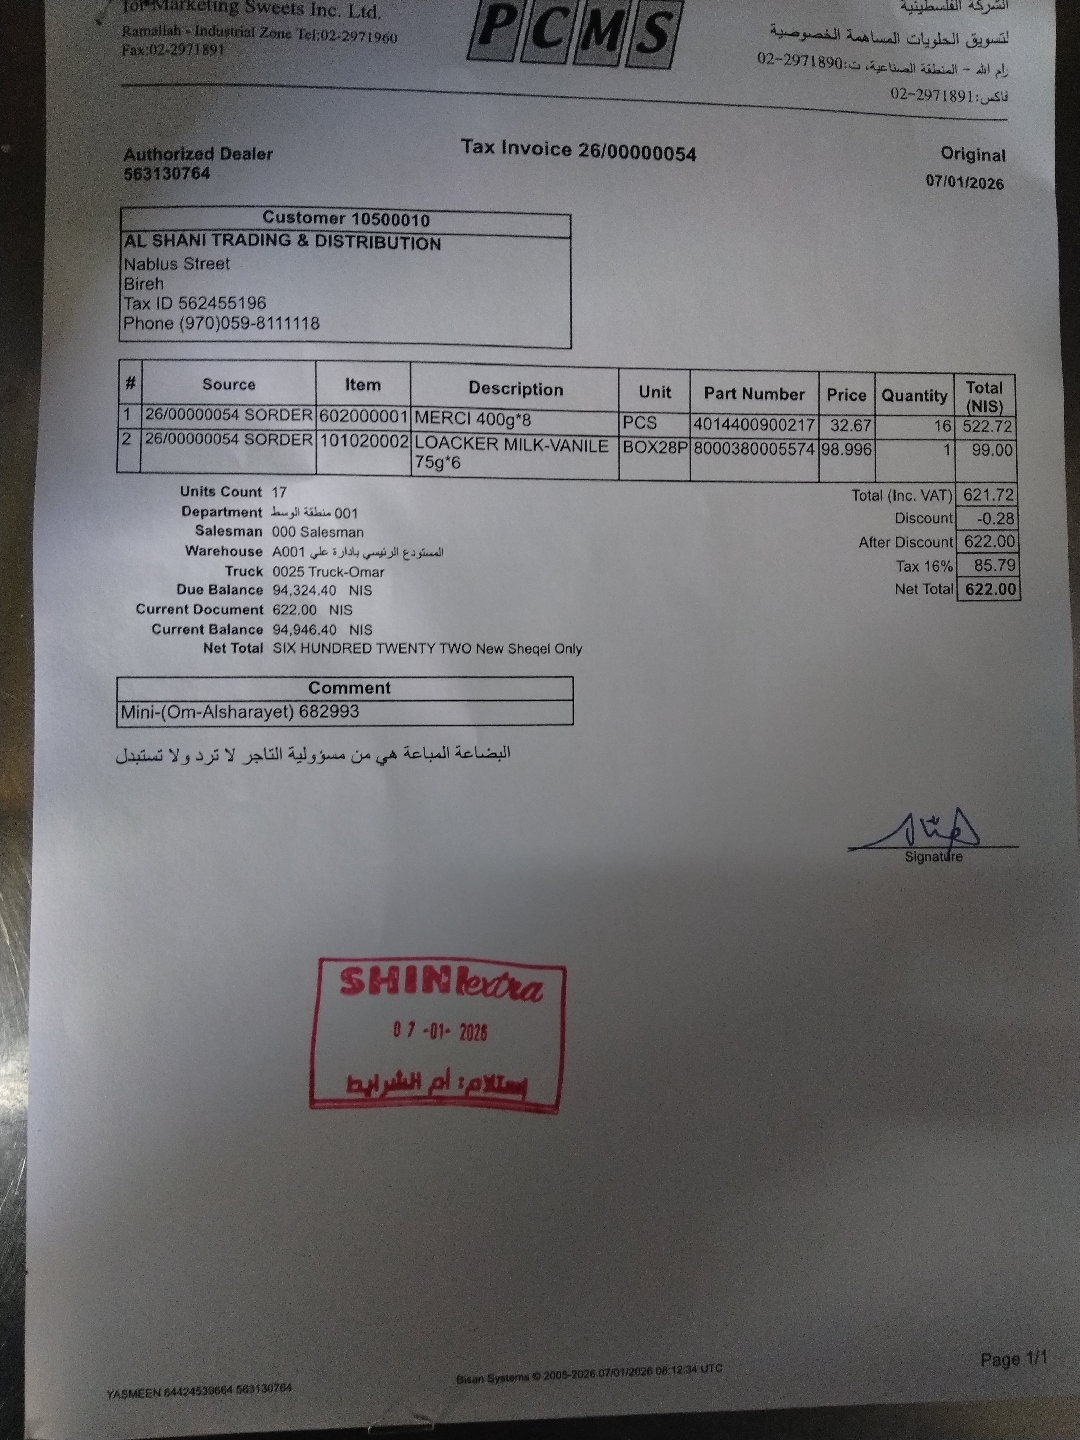 for Marketing Sweets Inc. Ltd.
Ramallah - Industrial Zone Tel:02-2971960
Fax:02-2971891
PCMS
الشركة الفلسطينية
لتسويق الحلويات المساهمة الخصوصية
رام الله - المنطقة الصناعية، ت:02-2971890
فاكس:02-2971891
Authorized Dealer
563130764
Tax Invoice 26/00000054
Original
07/01/2026
Customer 10500010
AL SHANI TRADING & DISTRIBUTION
Nablus Street
Bireh
Tax ID 562455196
Phone (970)059-8111118
# Source Item Description Unit Part Number Price Quantity Total (NIS)
1 26/00000054 SORDER 602000001 MERCI 400g*8 PCS 4014400900217 32.67 16 522.72
2 26/00000054 SORDER 101020002 LOACKER MILK-VANILE BOX28P 8000380005574 98.996 1 99.00
75g*6
Units Count 17
Department 001 منطقة الوسط
Salesman 000 Salesman
Warehouse A001 المستودع الرئيسي بادارة علي
Truck 0025 Truck-Omar
Due Balance 94,324.40 NIS
Current Document 622.00 NIS
Current Balance 94,946.40 NIS
Net Total SIX HUNDRED TWENTY TWO New Sheqel Only
Total (Inc. VAT) 621.72
Discount -0.28
After Discount 622.00
Tax 16% 85.79
Net Total 622.00
Comment
Mini-(Om-Alsharayet) 682993
البضاعة المباعة هي من مسؤولية التاجر لا ترد ولا تستبدل
Signature
SHINI extra
07-01-2026
إستلام: أم الشرايط
YASMEEN 64424539664 563130764
Bisan Systems © 2005-2026 07/01/2026 08:12:34 UTC
Page 1/1